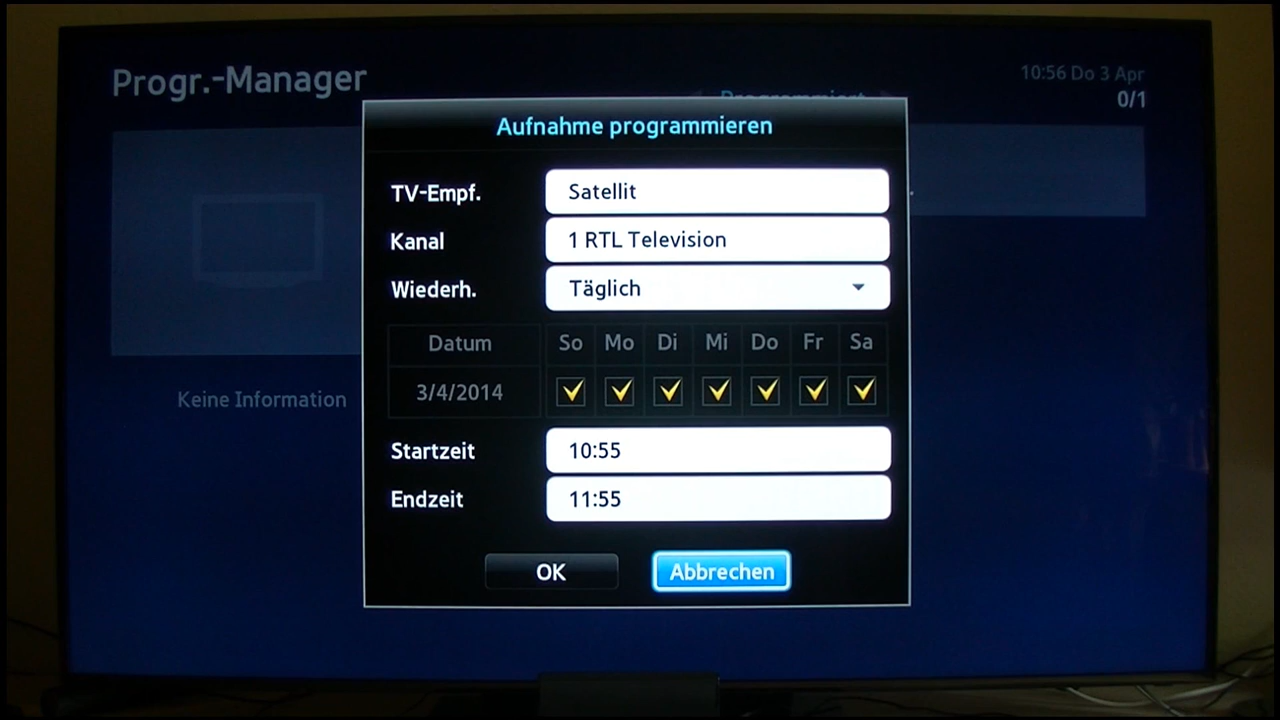 Progr.-Manager
10:56 Do 3 Apr
Programmiert
0/1
Aufnahme programmieren
TV-Empf. Satellit
Kanal 1 RTL Television
Wiederh. Täglich
Datum So Mo Di Mi Do Fr Sa
3/4/2014
Keine Information
Startzeit 10:55
Endzeit 11:55
OK Abbrechen